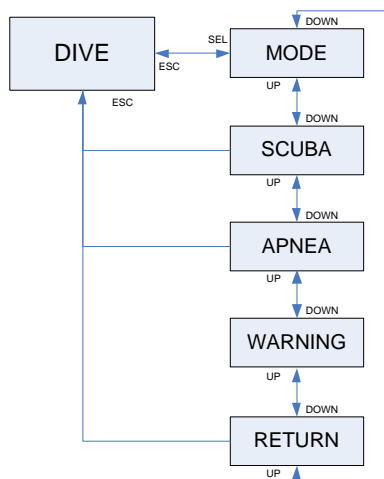 DOWN
DIVE
SEL
MODE
ESC
UP
ESC
DOWN
SCUBA
UP
DOWN
APNEA
UP
DOWN
WARNING
UP
DOWN
RETURN
UP